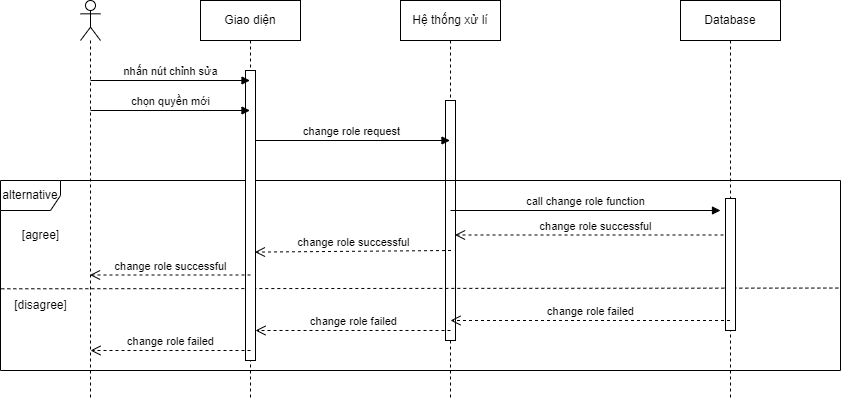 Giao diện
Hệ thống xử lí
Database
nhấn nút chỉnh sửa
chọn quyền mới
change role request
alternative
call change role function
[agree]
change role successful
change role successful
change role successful
[disagree]
change role failed
change role failed
change role failed